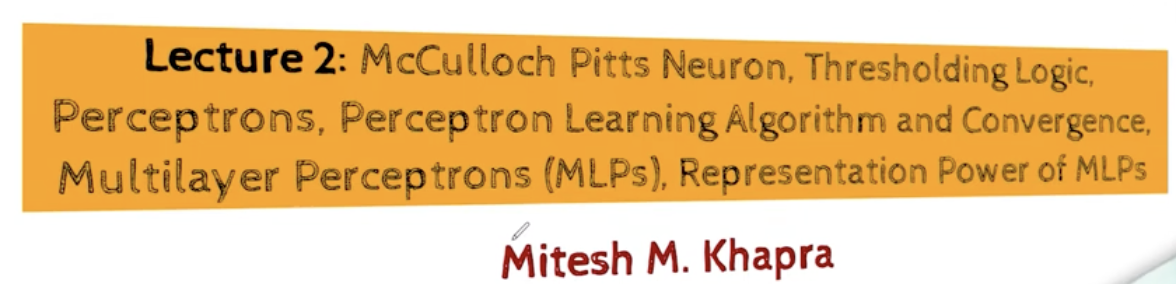 Lecture 2: McCulloch Pitts Neuron, Thresholding Logic,
Perceptrons, Perceptron Learning Algorithm and Convergence,
Multilayer Perceptrons (MLPs), Representation Power of MLPs
Mitesh M. Khapra